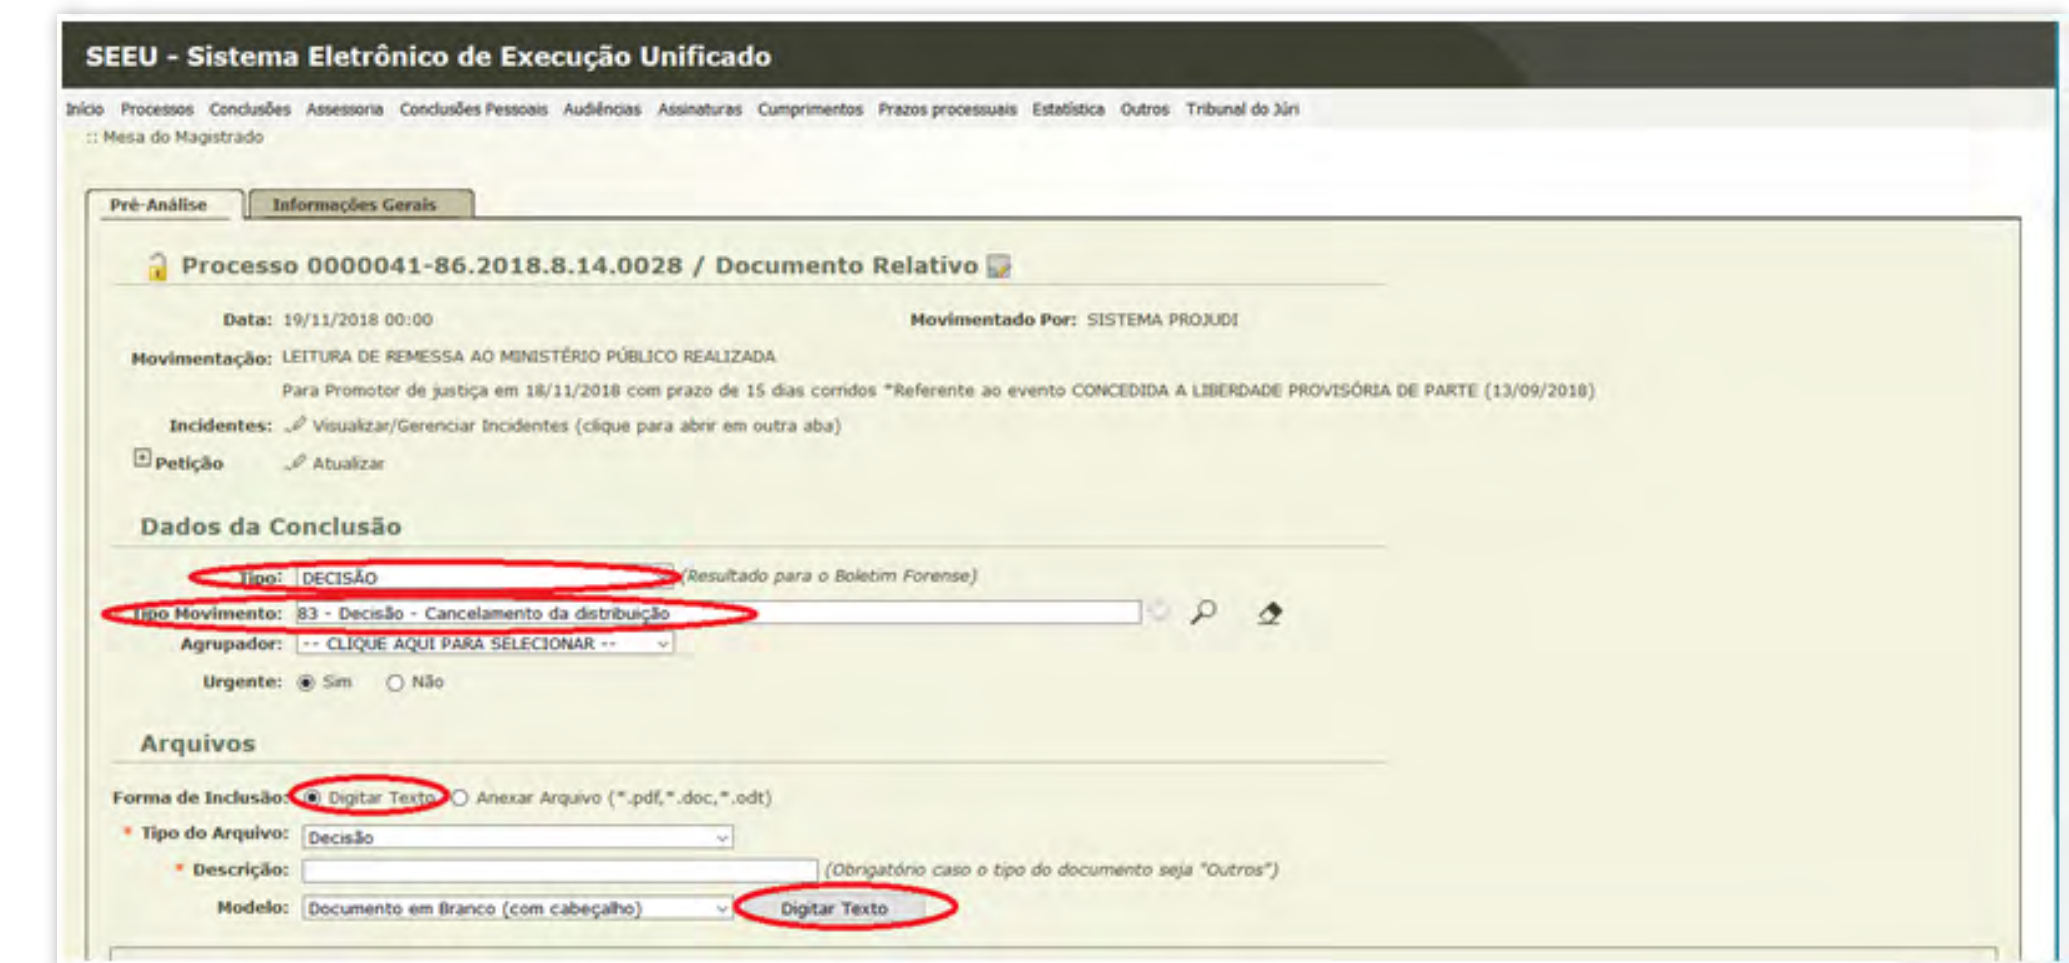 SEEU - Sistema Eletrônico de Execução Unificado
Início Processos Conclusões Assessoria Conclusões Pessoais Audiências Assinaturas Cumprimentos Prazos processuais Estatística Outros Tribunal do Júri
:: Mesa do Magistrado
Pré-Análise Informações Gerais
Processo 0000041-86.2018.8.14.0028 / Documento Relativo
Data: 19/11/2018 00:00 Movimentado Por: SISTEMA PROJUDI
Movimentação: LEITURA DE REMESSA AO MINISTÉRIO PÚBLICO REALIZADA
Para Promotor de justiça em 18/11/2018 com prazo de 15 dias corridos *Referente ao evento CONCEDIDA A LIBERDADE PROVISÓRIA DE PARTE (13/09/2018)
Incidentes: Visualizar/Gerenciar Incidentes (clique para abrir em outra aba)
Petição Atualizar
Dados da Conclusão
Tipo: DECISÃO (Resultado para o Boletim Forense)
Tipo Movimento: 83 - Decisão - Cancelamento da distribuição
Agrupador: -- CLIQUE AQUI PARA SELECIONAR --
Urgente: Sim Não
Arquivos
Forma de Inclusão: Digitar Texto Anexar Arquivo (*.pdf,*.doc,*.odt)
* Tipo do Arquivo: Decisão
* Descrição: (Obrigatório caso o tipo do documento seja "Outros")
Modelo: Documento em Branco (com cabeçalho) Digitar Texto